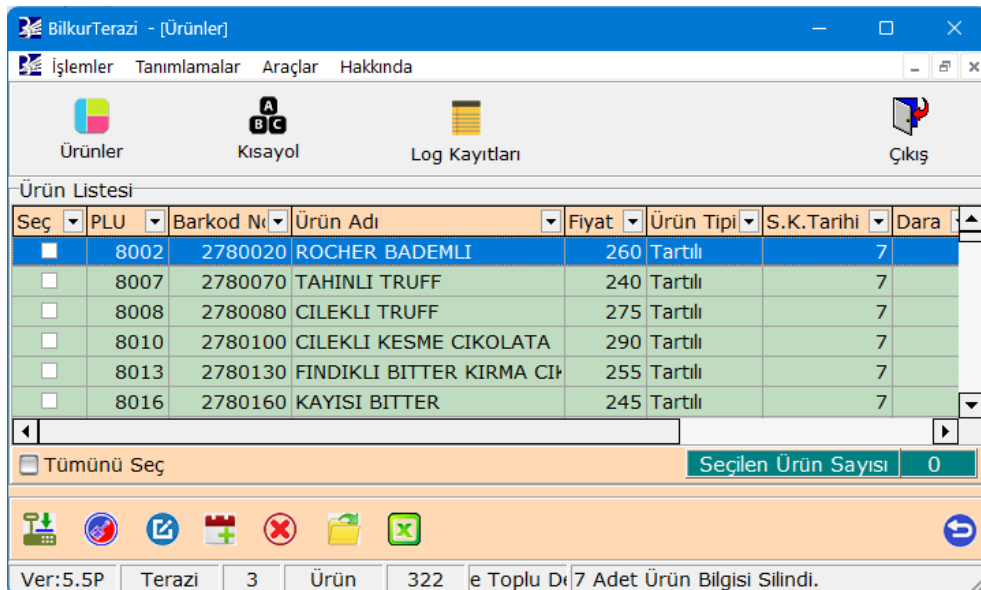 BilkurTerazi - [Ürünler]
İşlemler Tanımlamalar Araçlar Hakkında
A
B C
Ürünler Kısayol Log Kayıtları Çıkış
Ürün Listesi
Seç PLU Barkod No Ürün Adı Fiyat Ürün Tipi S.K.Tarihi Dara
8002 2780020 ROCHER BADEMLI 260 Tartılı 7
8007 2780070 TAHINLI TRUFF 240 Tartılı 7
8008 2780080 CILEKLI TRUFF 275 Tartılı 7
8010 2780100 CILEKLI KESME CIKOLATA 290 Tartılı 7
8013 2780130 FINDIKLI BITTER KIRMA CIK 255 Tartılı 7
8016 2780160 KAYISI BITTER 245 Tartılı 7
Tümünü Seç Seçilen Ürün Sayısı 0
Ver:5.5P Terazi 3 Ürün 322 e Toplu De 7 Adet Ürün Bilgisi Silindi.